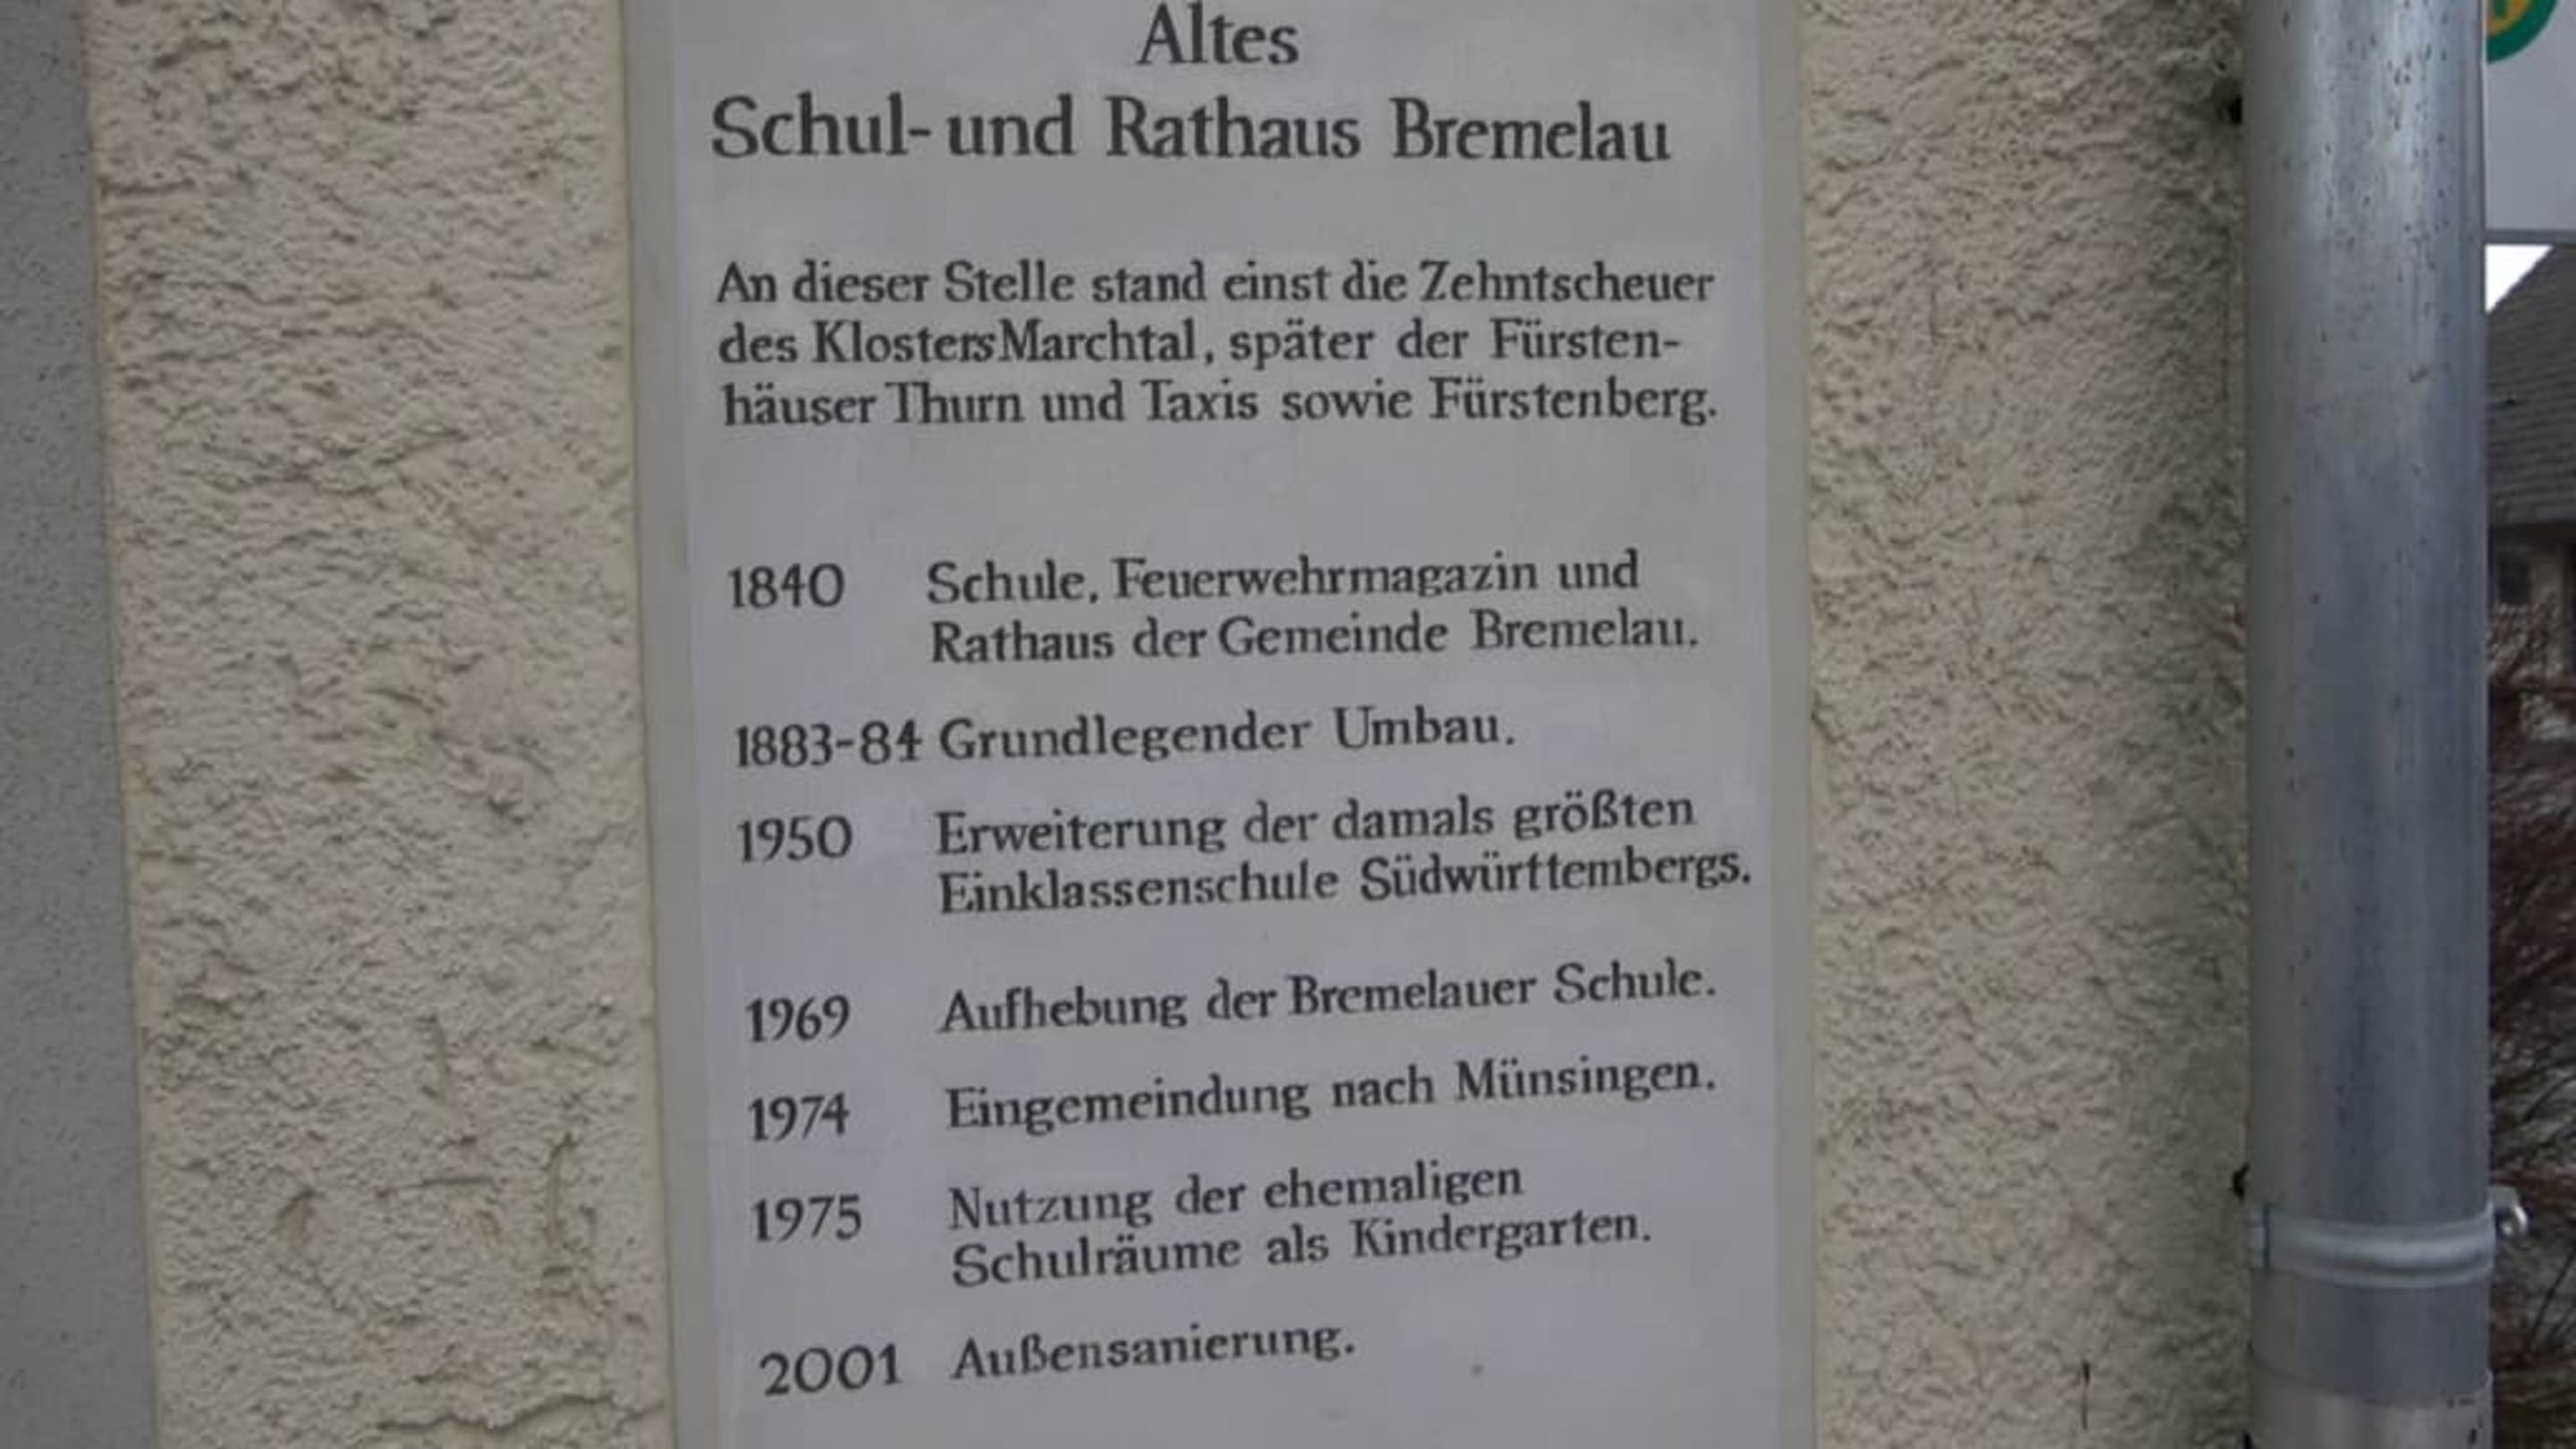 Altes
Schul- und Rathaus Bremelau
An dieser Stelle stand einst die Zehntscheuer
des Klosters Marchtal, später der Fürsten-
häuser Thurn und Taxis sowie Fürstenberg.
1840 Schule, Feuerwehrmagazin und
Rathaus der Gemeinde Bremelau.
1883-84 Grundlegender Umbau.
1950 Erweiterung der damals größten
Einklassenschule Südwürttembergs.
1969 Aufhebung der Bremelauer Schule.
1974 Eingemeindung nach Münsingen.
1975 Nutzung der ehemaligen
Schulräume als Kindergarten.
2001 Außensanierung.